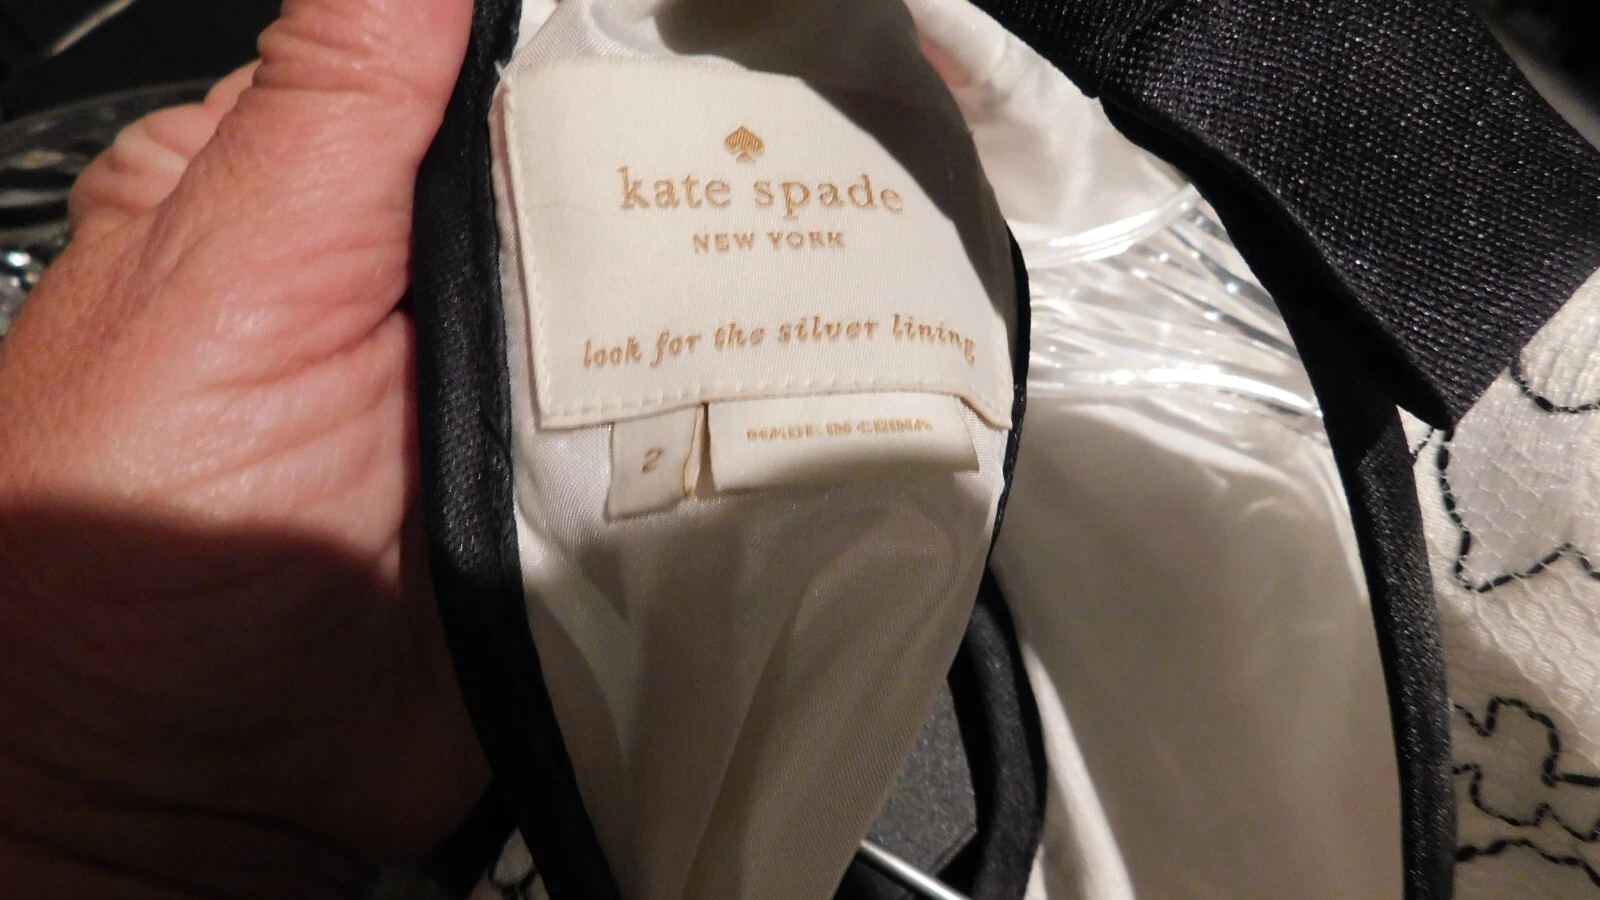 kate spade
NEW YORK
look for the silver lining
2
MADE IN CHINA